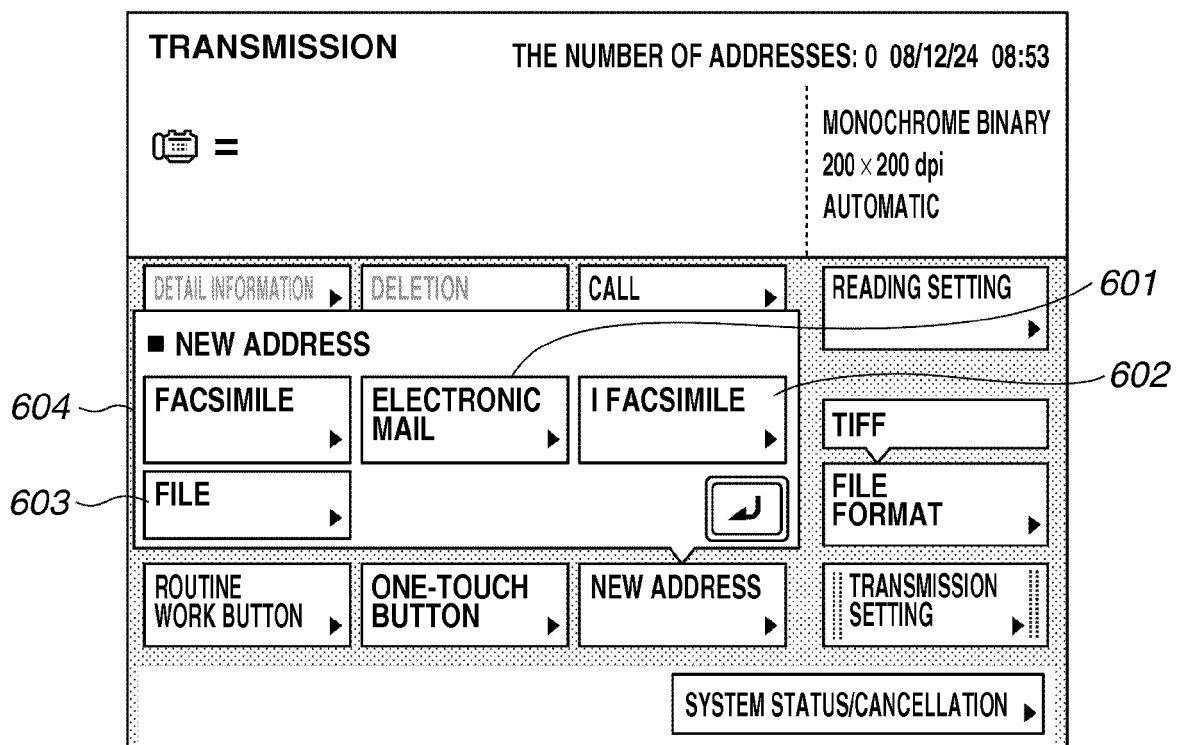 TRANSMISSION
THE NUMBER OF ADDRESSES: 0 08/12/24 08:53
=
MONOCHROME BINARY
200 × 200 dpi
AUTOMATIC
DETAIL INFORMATION
DELETION
CALL
READING SETTING
601
■ NEW ADDRESS
602
604
FACSIMILE
ELECTRONIC
MAIL
I FACSIMILE
TIFF
603
FILE
FILE
FORMAT
ROUTINE
WORK BUTTON
ONE-TOUCH
BUTTON
NEW ADDRESS
TRANSMISSION
SETTING
SYSTEM STATUS/CANCELLATION